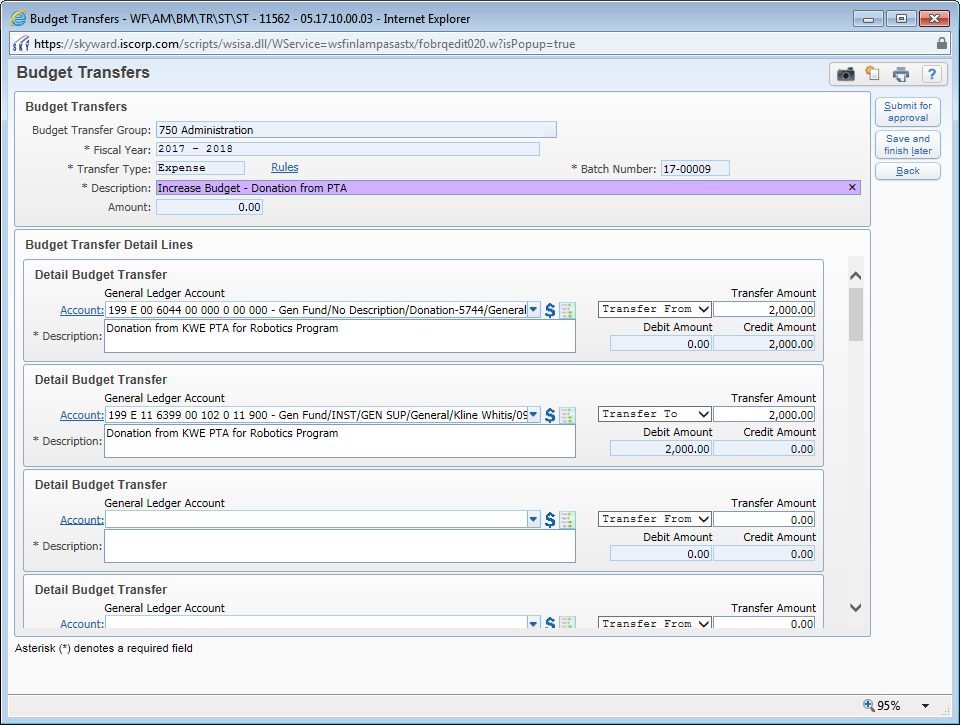 Budget Transfers - WF\AM\BM\TR\ST\ST - 11562 - 05.17.10.00.03 - Internet Explorer
https://skyward.iscorp.com/scripts/wsisa.dll/WService=wsfinlampasastx/fobrqedit020.w?isPopup=true
Budget Transfers
?
Budget Transfers
Submit for approval
Save and finish later
Back
Budget Transfer Group: 750 Administration
* Fiscal Year: 2017 - 2018
* Transfer Type: Expense Rules * Batch Number: 17-00009
* Description: Increase Budget - Donation from PTA
Amount: 0.00
Budget Transfer Detail Lines
Detail Budget Transfer
General Ledger Account Transfer Amount
Account: 199 E 00 6044 00 000 0 00 000 - Gen Fund/No Description/Donation-5744/General $ Transfer From 2,000.00
Debit Amount Credit Amount
* Description: Donation from KWE PTA for Robotics Program 0.00 2,000.00
Detail Budget Transfer
General Ledger Account Transfer Amount
Account: 199 E 11 6399 00 102 0 11 900 - Gen Fund/INST/GEN SUP/General/Kline Whitis/09 $ Transfer To 2,000.00
Debit Amount Credit Amount
* Description: Donation from KWE PTA for Robotics Program 2,000.00 0.00
Detail Budget Transfer
General Ledger Account Transfer Amount
Account: $ Transfer From 0.00
Debit Amount Credit Amount
* Description: 0.00 0.00
Detail Budget Transfer
General Ledger Account Transfer Amount
Account: $ Transfer From 0.00
Asterisk (*) denotes a required field
95%